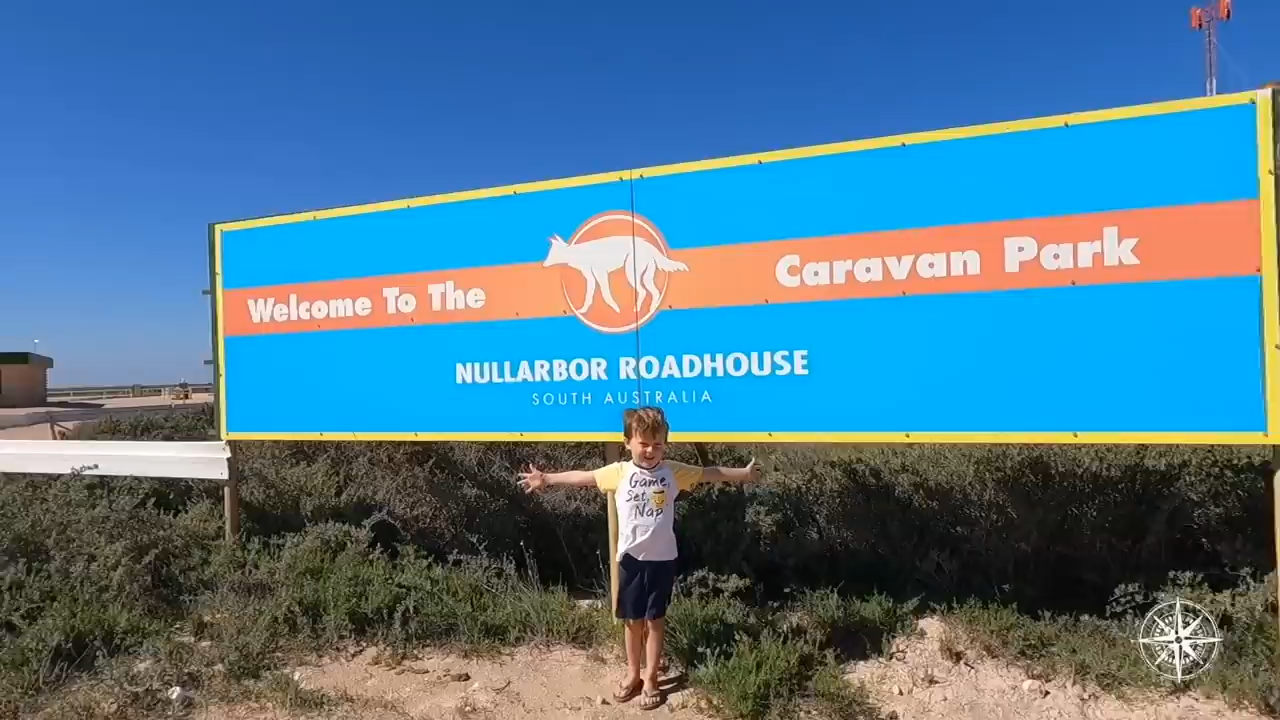 Welcome To The
Caravan Park
NULLARBOR ROADHOUSE
SOUTH AUSTRALIA
Game,
Set,
Nap